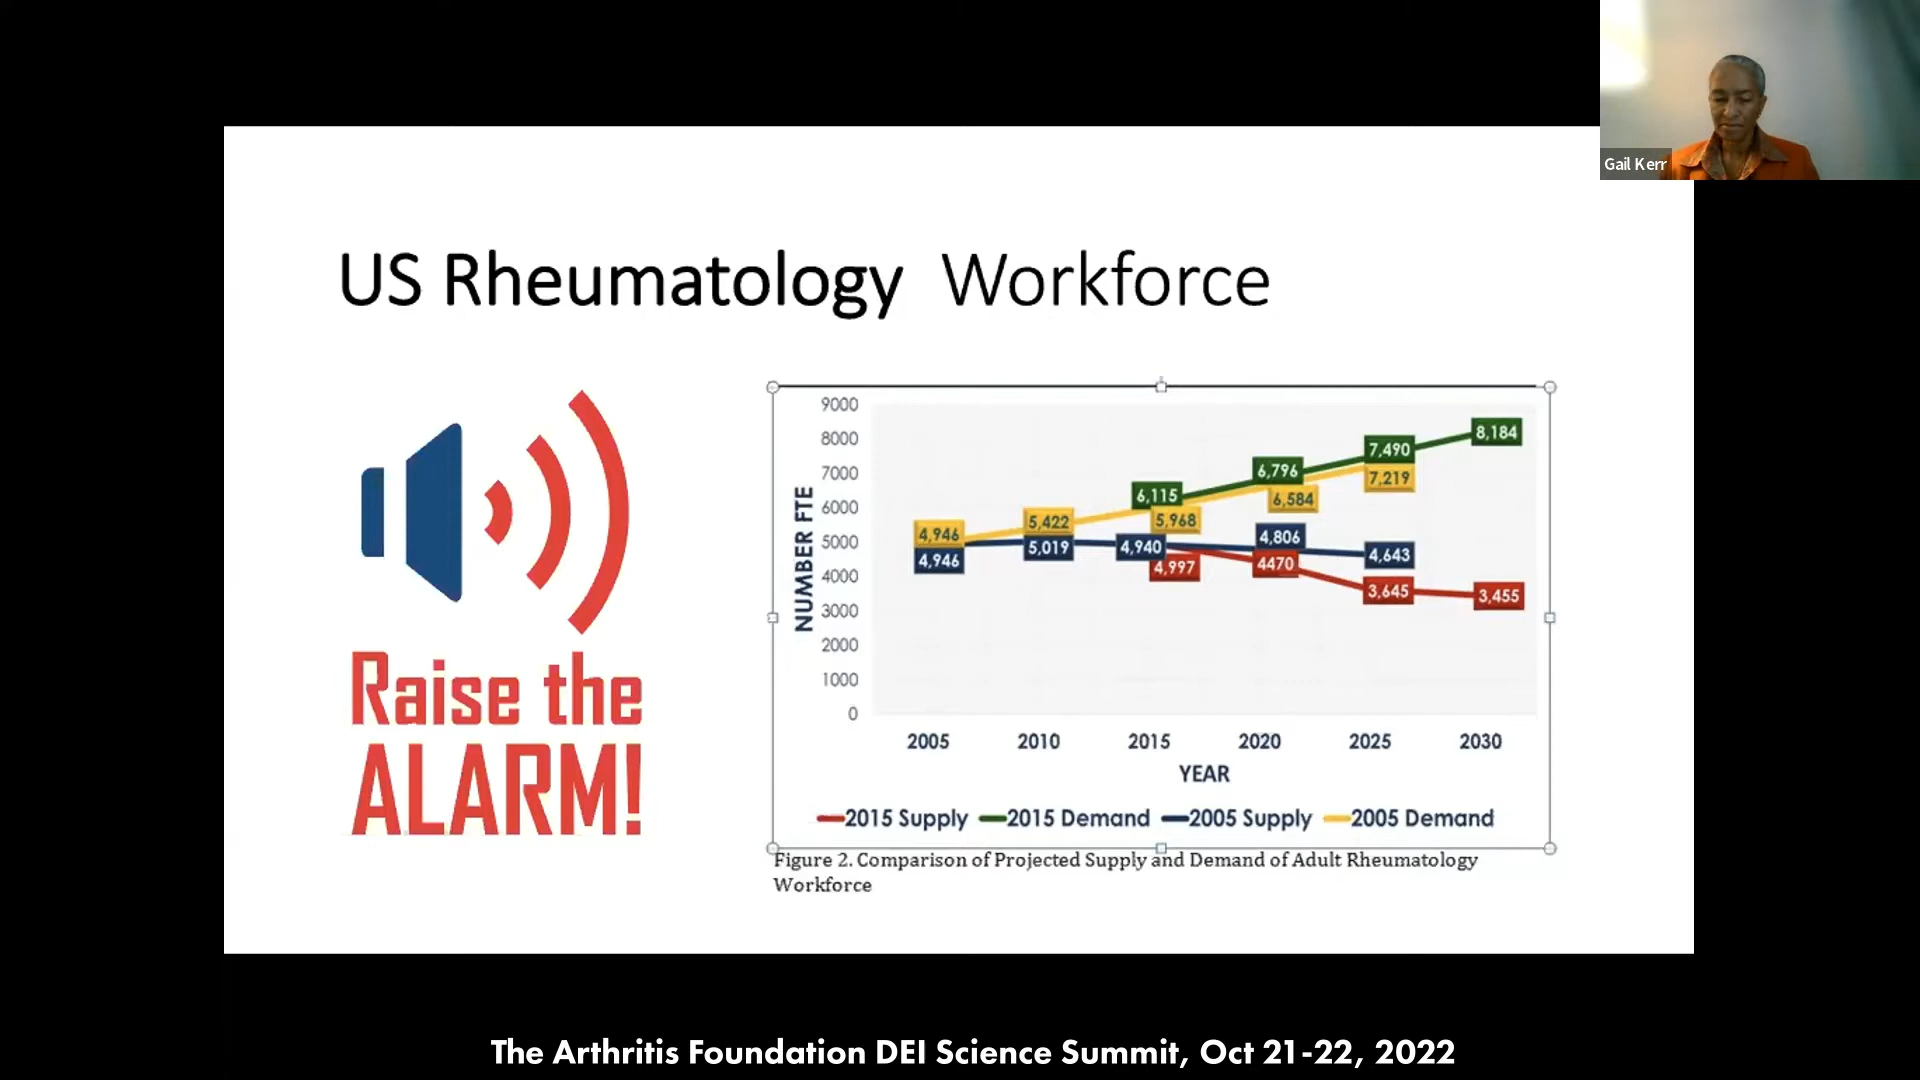 Gail Kerr
US Rheumatology Workforce
Raise the
ALARM!
9000
8000
7000
6000
5000
4000
3000
2000
1000
0
NUMBER FTE
4,946
4,946
5,422
5,019
6,115
5,968
4,940
4,997
6,796
6,584
4,806
4470
7,490
7,219
4,643
3,645
8,184
3,455
2005 2010 2015 2020 2025 2030
YEAR
2015 Supply 2015 Demand 2005 Supply 2005 Demand
Figure 2. Comparison of Projected Supply and Demand of Adult Rheumatology
Workforce
The Arthritis Foundation DEI Science Summit, Oct 21-22, 2022